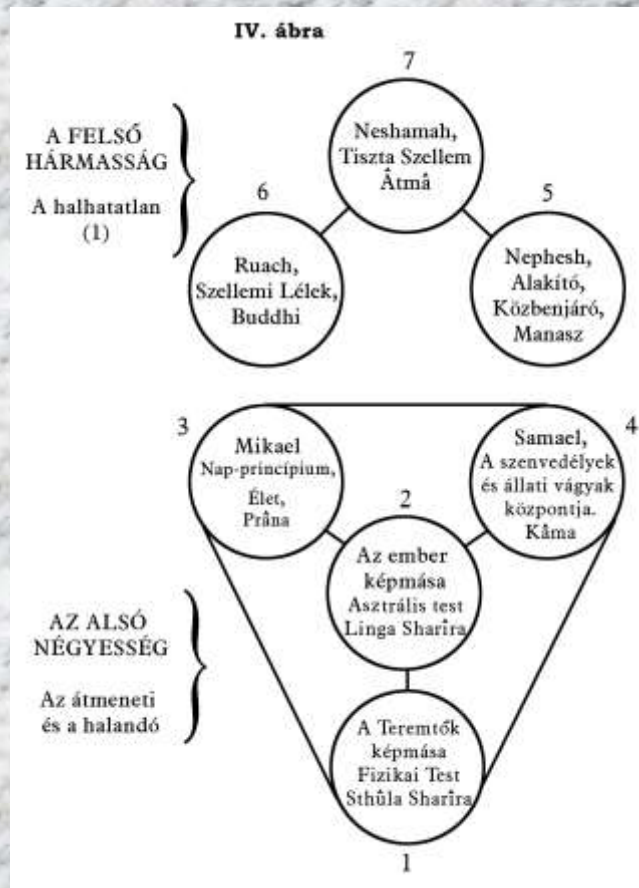 IV. ábra
7
Neshamah,
Tiszta Szellem
Âtmâ
A FELSŐ
HÁRMASSÁG
A halhatatlan
(1)
6
Ruach,
Szellemi Lélek,
Buddhi
5
Nephesh,
Alakító,
Közbenjáró,
Manasz
3
Mikael
Nap-princípium,
Élet,
Prâna
4
Samael,
A szenvedélyek
és állati vágyak
központja.
Kâma
2
Az ember
képmása
Asztrális test
Linga Sharîra
AZ ALSÓ
NÉGYESSÉG
Az átmeneti
és a halandó
A Teremtők
képmása
Fizikai Test
Sthûla Sharîra
1